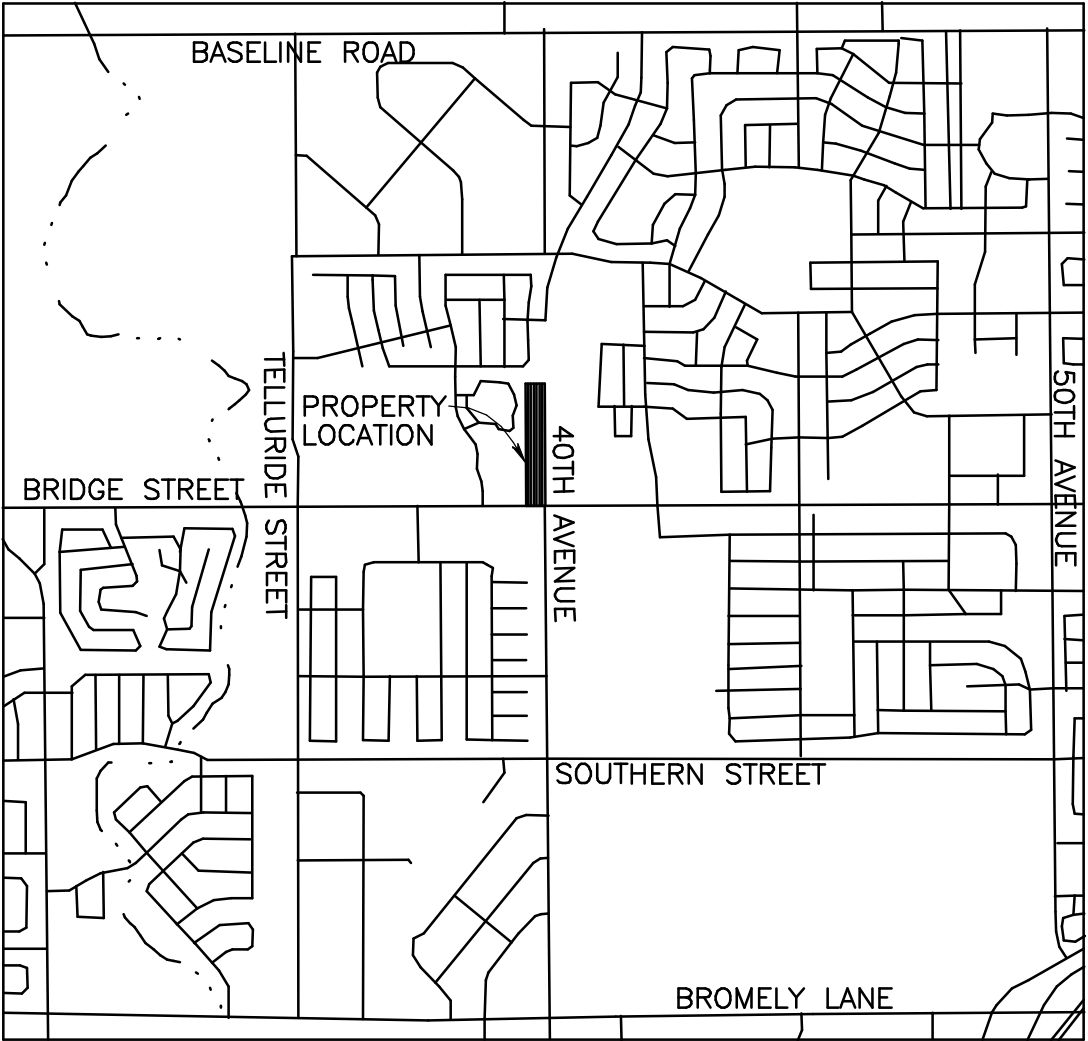 BASELINE ROAD
TELLURIDE STREET
PROPERTY
LOCATION
40TH AVENUE
50TH AVENUE
BRIDGE STREET
SOUTHERN STREET
BROMELY LANE